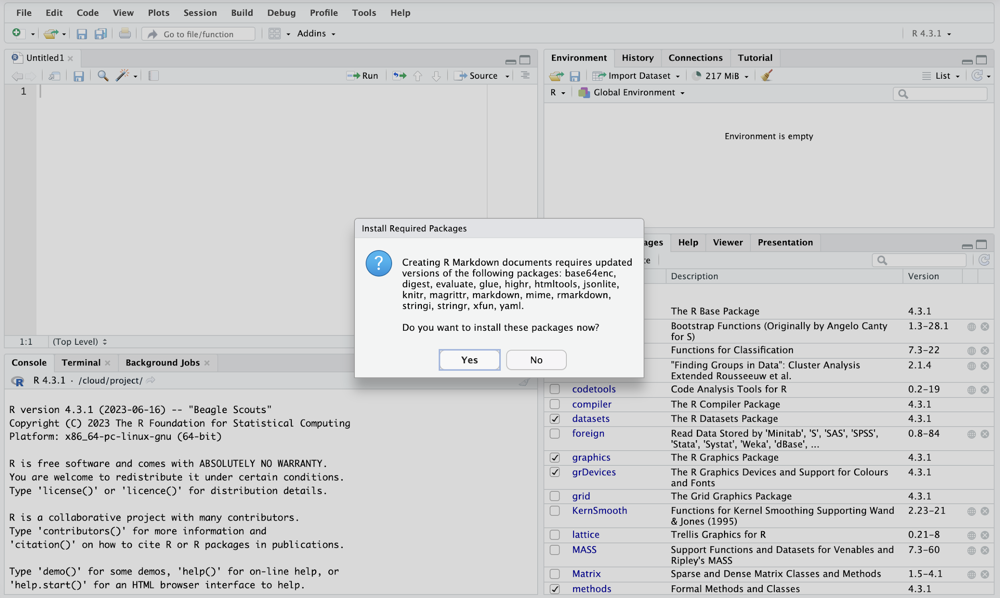 File Edit Code View Plots Session Build Debug Profile Tools Help
Go to file/function Addins R 4.3.1
Untitled1
Run Source
1
1:1 (Top Level)
Environment History Connections Tutorial
Import Dataset 217 MiB List
R Global Environment
Environment is empty
Install Required Packages
?
Creating R Markdown documents requires updated
versions of the following packages: base64enc,
digest, evaluate, glue, highr, htmltools, jsonlite,
knitr, magrittr, markdown, mime, rmarkdown,
stringi, stringr, xfun, yaml.
Do you want to install these packages now?
Yes No
Console Terminal Background Jobs
R 4.3.1 · /cloud/project/
R version 4.3.1 (2023-06-16) -- "Beagle Scouts"
Copyright (C) 2023 The R Foundation for Statistical Computing
Platform: x86_64-pc-linux-gnu (64-bit)
R is free software and comes with ABSOLUTELY NO WARRANTY.
You are welcome to redistribute it under certain conditions.
Type 'license()' or 'licence()' for distribution details.
R is a collaborative project with many contributors.
Type 'contributors()' for more information and
'citation()' on how to cite R or R packages in publications.
Type 'demo()' for some demos, 'help()' for on-line help, or
'help.start()' for an HTML browser interface to help.
ages Help Viewer Presentation
te
Description Version
The R Base Package 4.3.1
Bootstrap Functions (Originally by Angelo Canty 1.3-28.1
for S)
Functions for Classification 7.3-22
"Finding Groups in Data": Cluster Analysis 2.1.4
Extended Rousseeuw et al.
codetools Code Analysis Tools for R 0.2-19
compiler The R Compiler Package 4.3.1
datasets The R Datasets Package 4.3.1
foreign Read Data Stored by 'Minitab', 'S', 'SAS', 'SPSS', 0.8-84
'Stata', 'Systat', 'Weka', 'dBase', ...
graphics The R Graphics Package 4.3.1
grDevices The R Graphics Devices and Support for Colours 4.3.1
and Fonts
grid The Grid Graphics Package 4.3.1
KernSmooth Functions for Kernel Smoothing Supporting Wand 2.23-21
& Jones (1995)
lattice Trellis Graphics for R 0.21-8
MASS Support Functions and Datasets for Venables and 7.3-60
Ripley's MASS
Matrix Sparse and Dense Matrix Classes and Methods 1.5-4.1
methods Formal Methods and Classes 4.3.1